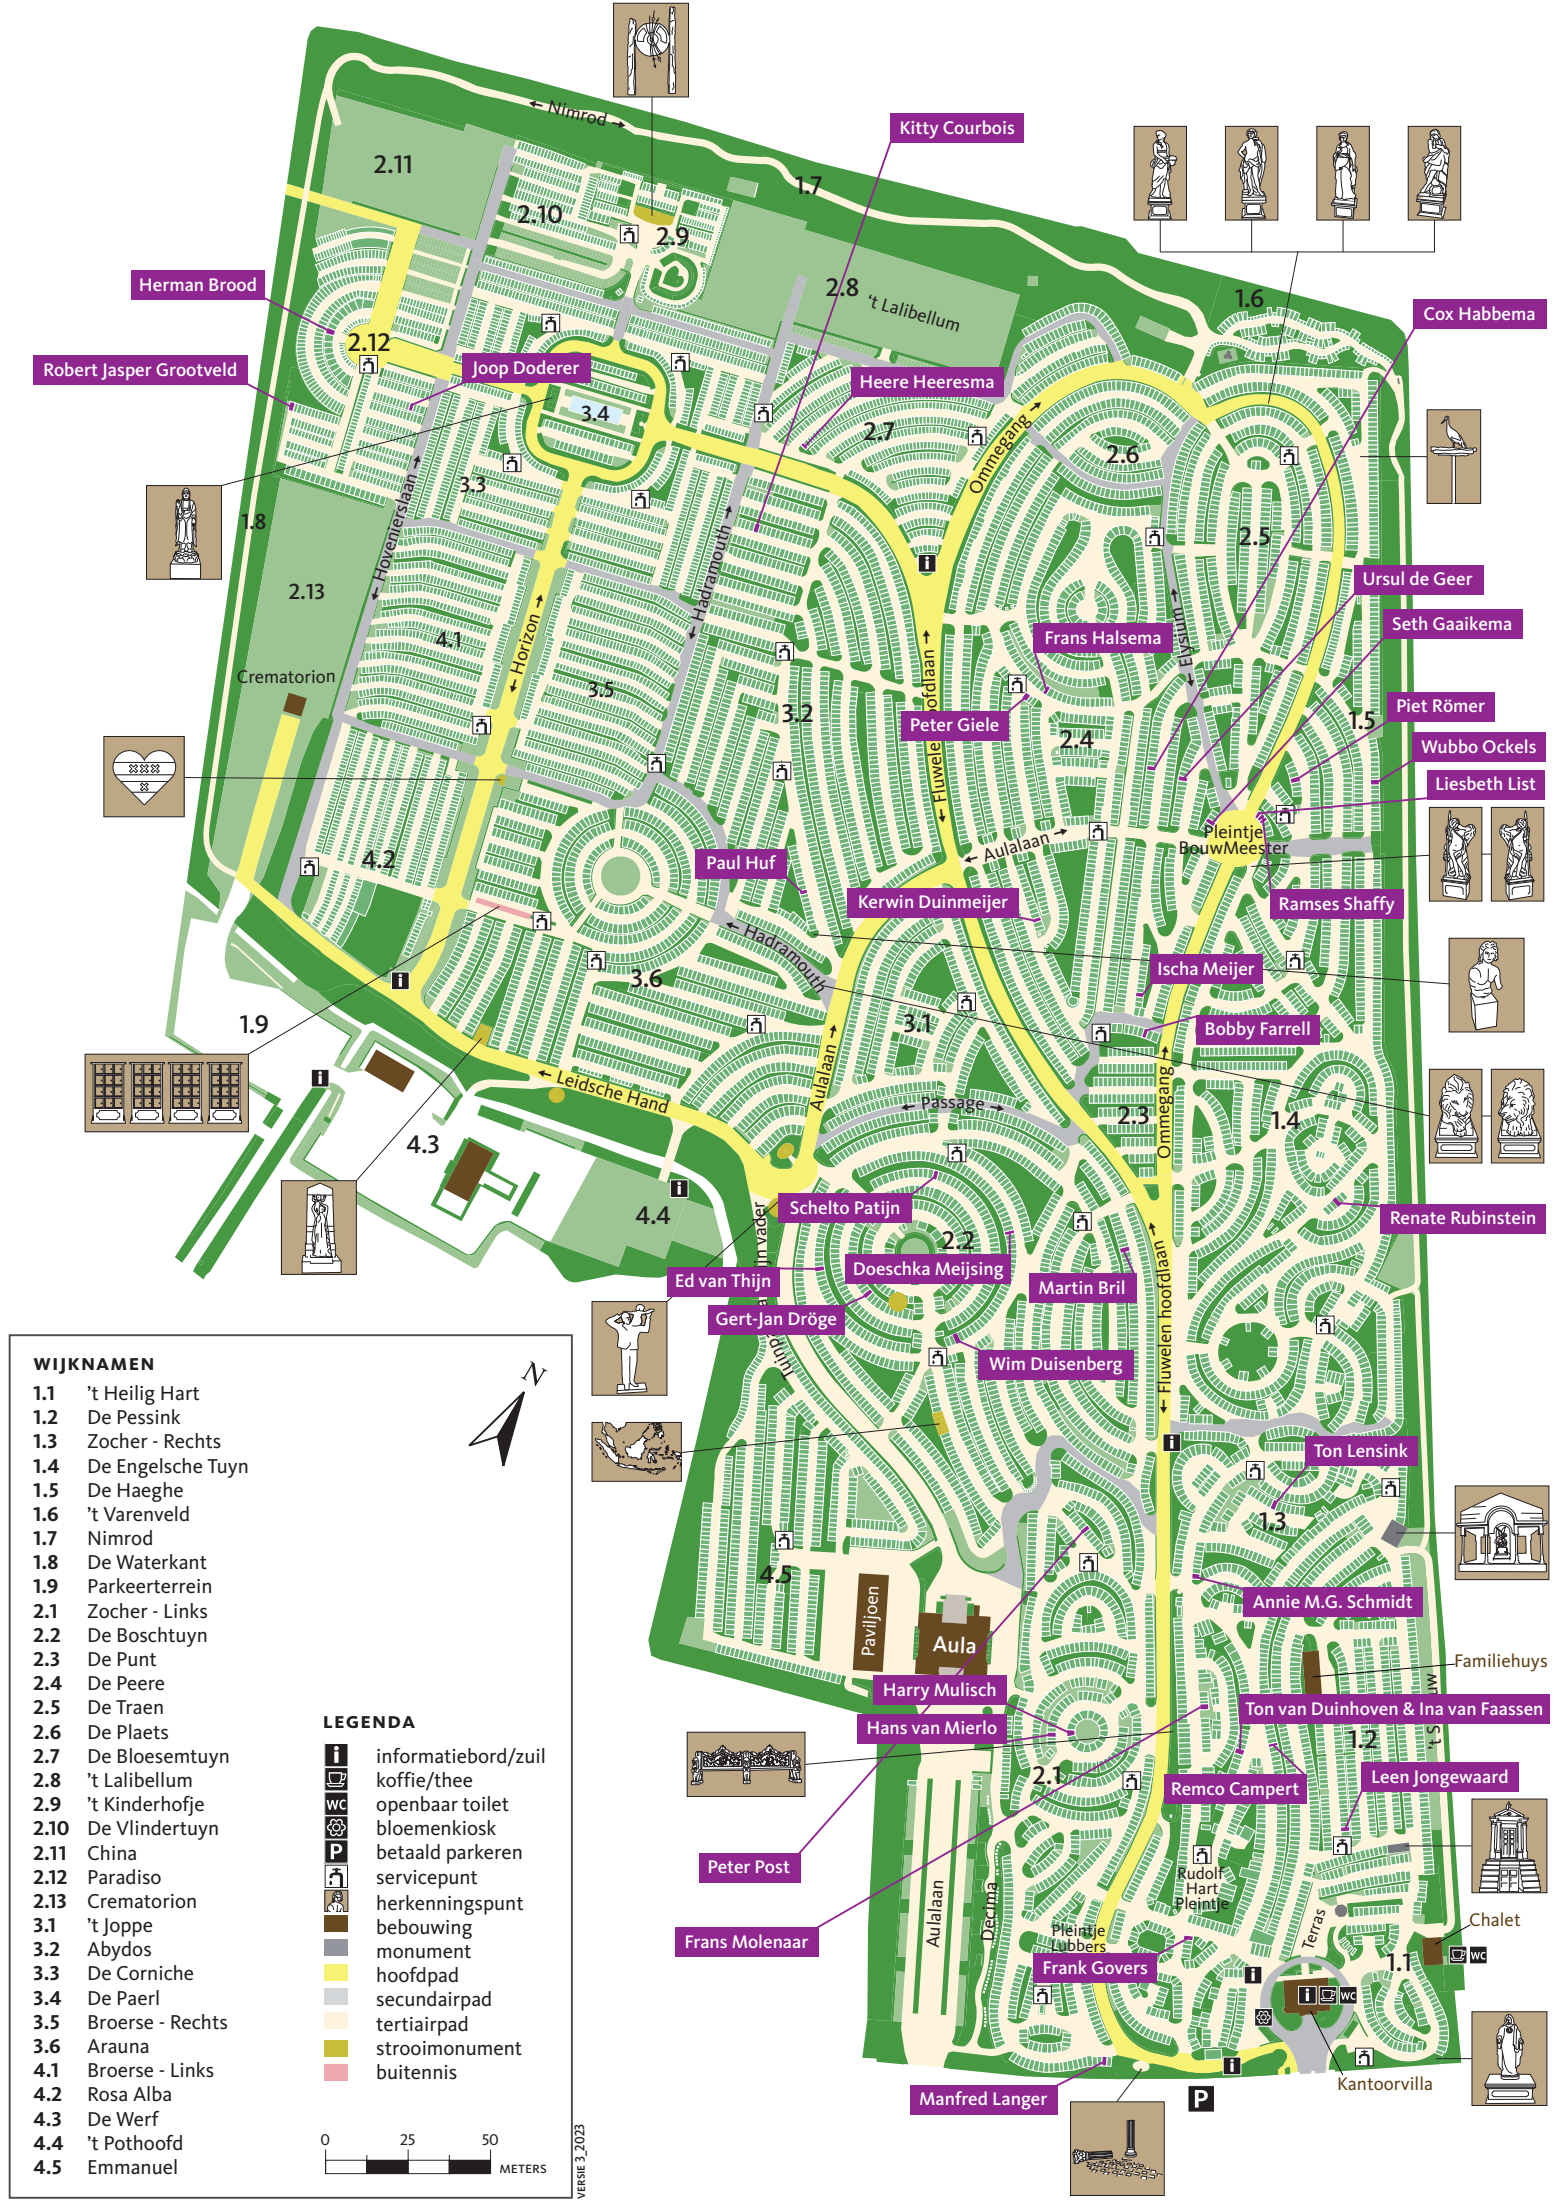 ← Nimrod →
Kitty Courbois
2.11
1.7
2.10
2.9
2.8
't Lalibellum
1.6
Herman Brood
Cox Habbema
2.12
Robert Jasper Grootveld
Joop Doderer
Heere Heeresma
3.4
2.7
Ommegang →
2.6
3.3
1.8
← Hovenierslaan →
2.5
← Hadramouth →
Ursul de Geer
2.13
← Horizon →
4.1
Frans Halsema
← Elysium →
Seth Gaaikema
Crematorion
3.5
3.2
← Fluwelen hoofdlaan →
Peter Giele
2.4
Piet Römer
1.5
Wubbo Ockels
Liesbeth List
4.2
Paul Huf
← Aulalaan →
Pleintje
BouwMeester
Kerwin Duinmeijer
Ramses Shaffy
← Hadramouth
3.6
Ischa Meijer
1.9
3.1
Bobby Farrell
Aulalaan →
← Leidsche Hand
← Passage →
2.3
Ommegang →
1.4
4.3
4.4
Schelto Patijn
2.2
Renate Rubinstein
Ed van Thijn
Doeschka Meijsing
Martin Bril
Gert-Jan Dröge
Wim Duisenberg
← Fluwelen hoofdlaan →
Ton Lensink
1.3
4.5
Paviljoen
Aula
Annie M.G. Schmidt
Familiehuys
Harry Mulisch
Hans van Mierlo
Ton van Duinhoven & Ina van Faassen
1.2
2.1
Remco Campert
Leen Jongewaard
Peter Post
Rudolf
Hart
Pleintje
Aulalaan
Decima
Frans Molenaar
Pleintje
Lubbers
Terras
Chalet
Frank Govers
1.1
WC
WC
Kantoorvilla
Manfred Langer
P
WIJKNAMEN
N
1.1 't Heilig Hart
1.2 De Pessink
1.3 Zocher - Rechts
1.4 De Engelsche Tuyn
1.5 De Haeghe
1.6 't Varenveld
1.7 Nimrod
1.8 De Waterkant
1.9 Parkeerterrein
2.1 Zocher - Links
2.2 De Boschtuyn
2.3 De Punt
2.4 De Peere
2.5 De Traen
2.6 De Plaets
2.7 De Bloesemtuyn
2.8 't Lalibellum
2.9 't Kinderhofje
2.10 De Vlindertuyn
2.11 China
2.12 Paradiso
2.13 Crematorion
3.1 't Joppe
3.2 Abydos
3.3 De Corniche
3.4 De Paerl
3.5 Broerse - Rechts
3.6 Arauna
4.1 Broerse - Links
4.2 Rosa Alba
4.3 De Werf
4.4 't Pothoofd
4.5 Emmanuel
LEGENDA
i informatiebord/zuil
koffie/thee
WC openbaar toilet
bloemenkiosk
P betaald parkeren
servicepunt
herkenningspunt
bebouwing
monument
hoofdpad
secundairpad
tertiairpad
strooimonument
buitennis
0 25 50
METERS
VERSIE 3_2023